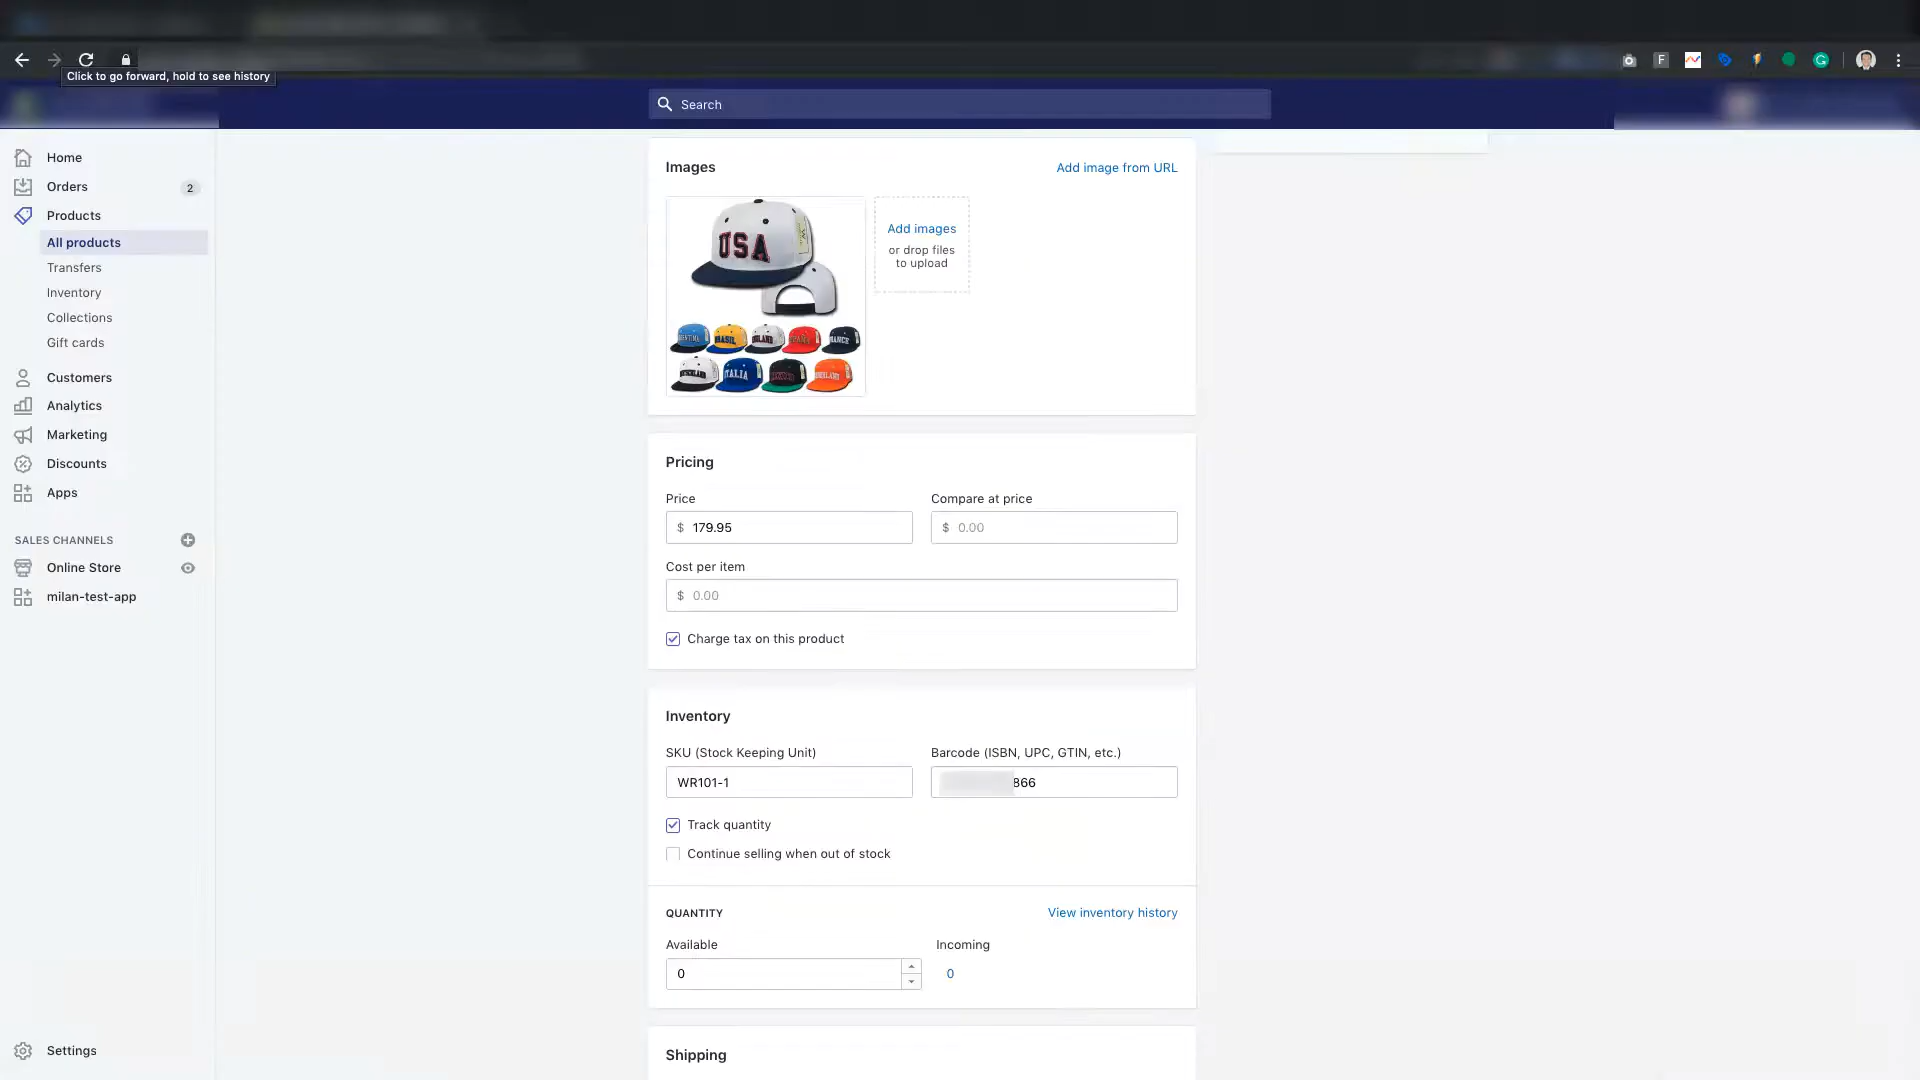 Click to go forward, hold to see history
Search
Home
Orders
2
Products
All products
Transfers
Inventory
Collections
Gift cards
Customers
Analytics
Marketing
Discounts
Apps
SALES CHANNELS
Online Store
milan-test-app
Settings
Images
Add image from URL
USA
BRASIL
ITALIA
Add images
or drop files
to upload
Pricing
Price
Compare at price
$ 179.95
$ 0.00
Cost per item
$ 0.00
Charge tax on this product
Inventory
SKU (Stock Keeping Unit)
Barcode (ISBN, UPC, GTIN, etc.)
WR101-1
866
Track quantity
Continue selling when out of stock
QUANTITY
View inventory history
Available
Incoming
0
0
Shipping